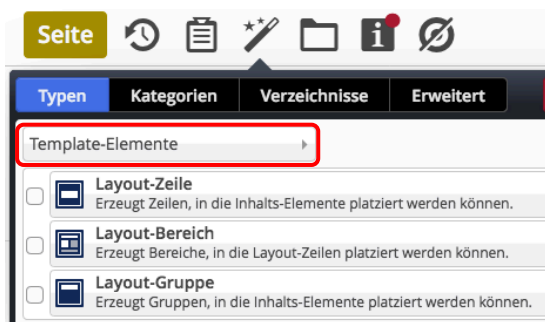 Seite
Typen Kategorien Verzeichnisse Erweitert
Template-Elemente
Layout-Zeile
Erzeugt Zeilen, in die Inhalts-Elemente platziert werden können.
Layout-Bereich
Erzeugt Bereiche, in die Layout-Zeilen platziert werden können.
Layout-Gruppe
Erzeugt Gruppen, in die Inhalts-Elemente platziert werden können.